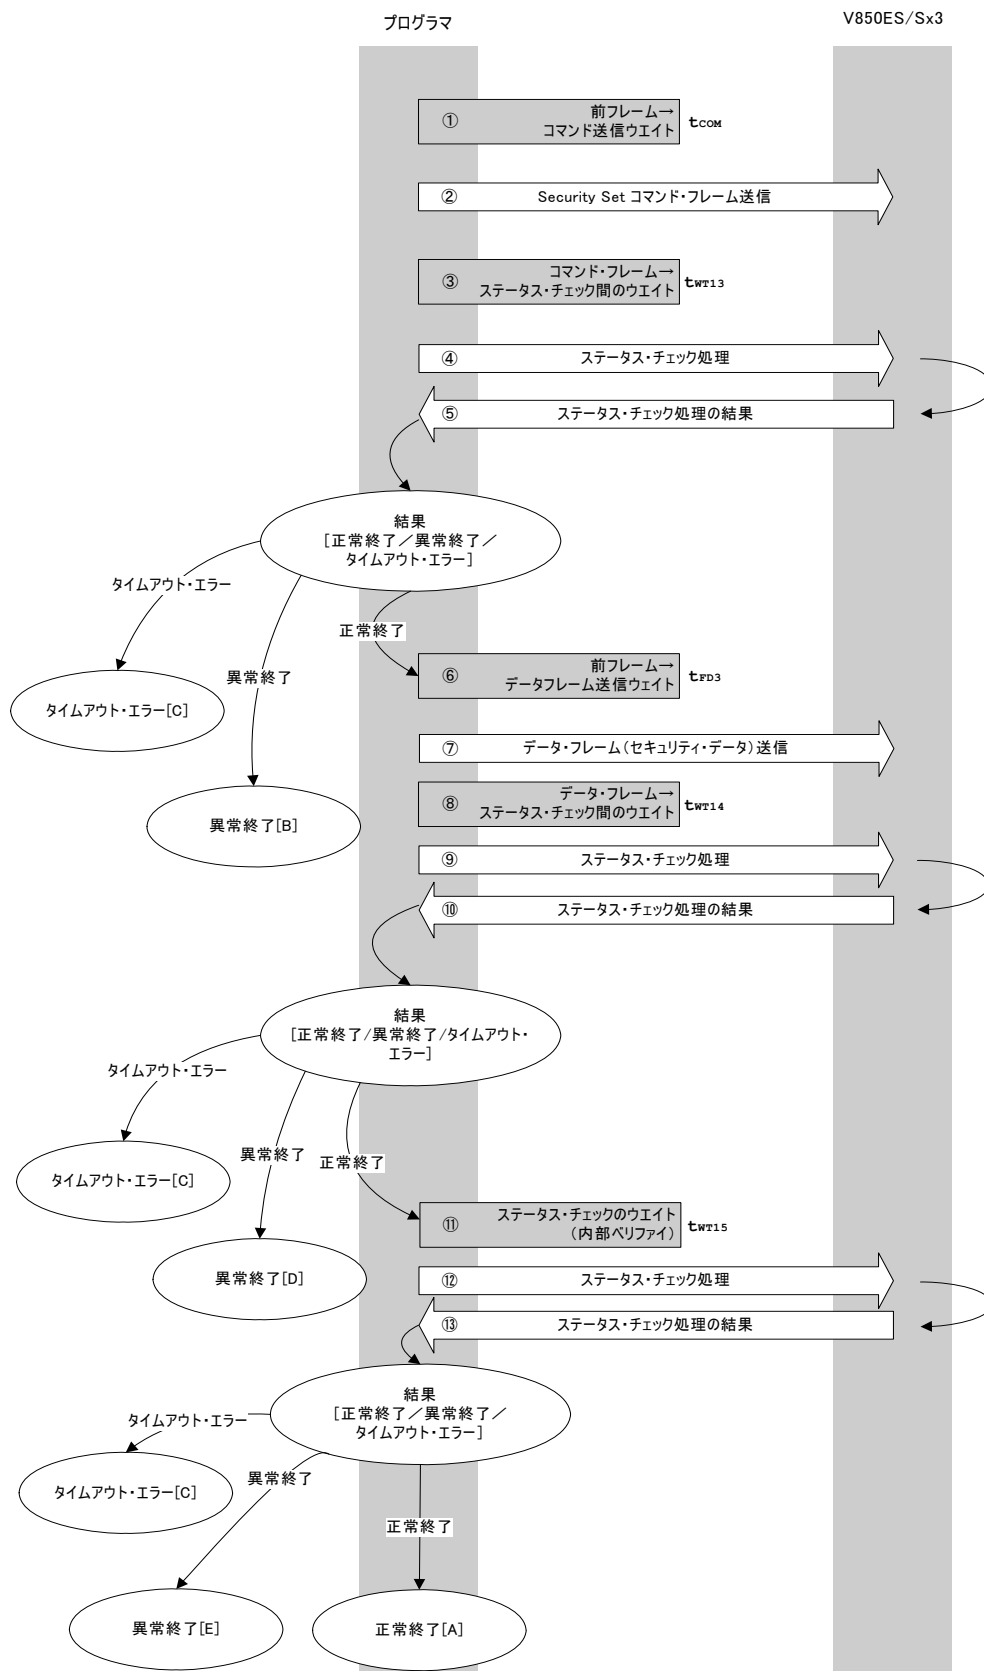 プログラマ
V850ES/Sx3
①
前フレーム→
コマンド送信ウエイト
tCOM
②
Security Set コマンド・フレーム送信
③
コマンド・フレーム→
ステータス・チェック間のウエイト
tWT13
④
ステータス・チェック処理
⑤
ステータス・チェック処理の結果
結果
[正常終了／異常終了／
タイムアウト・エラー]
タイムアウト・エラー
正常終了
異常終了
⑥
前フレーム→
データフレーム送信ウェイト
tFD3
タイムアウト・エラー[C]
⑦
データ・フレーム（セキュリティ・データ）送信
⑧
データ・フレーム→
ステータス・チェック間のウエイト
tWT14
異常終了[B]
⑨
ステータス・チェック処理
⑩
ステータス・チェック処理の結果
結果
[正常終了/異常終了/タイムアウト・
エラー]
タイムアウト・エラー
異常終了
正常終了
タイムアウト・エラー[C]
⑪
ステータス・チェックのウエイト
（内部ベリファイ）
tWT15
異常終了[D]
⑫
ステータス・チェック処理
⑬
ステータス・チェック処理の結果
結果
[正常終了／異常終了／
タイムアウト・エラー]
タイムアウト・エラー
異常終了
タイムアウト・エラー[C]
正常終了
異常終了[E]
正常終了[A]